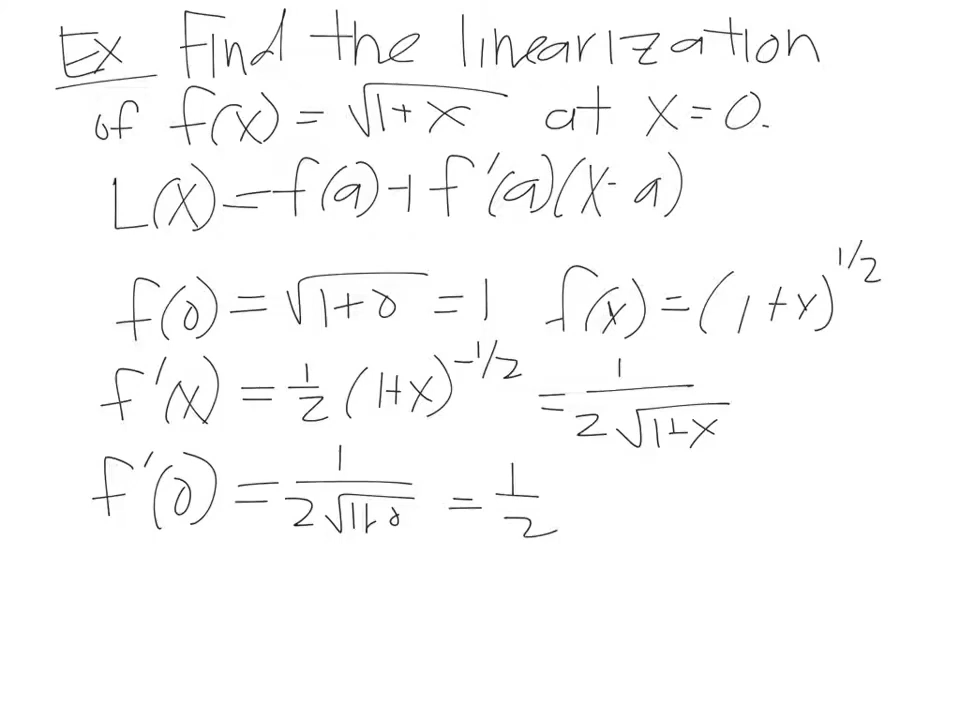 Ex Find the linearization
of f(x) = √(1+x) at x=0.
L(x) = f(a) + f'(a)(x-a)
f(0) = √(1+0) = 1 f(x) = (1+x)^1/2
f'(x) = 1/2 (1+x)^-1/2 = 1/(2√(1+x))
f'(0) = 1/(2√(1+0)) = 1/2